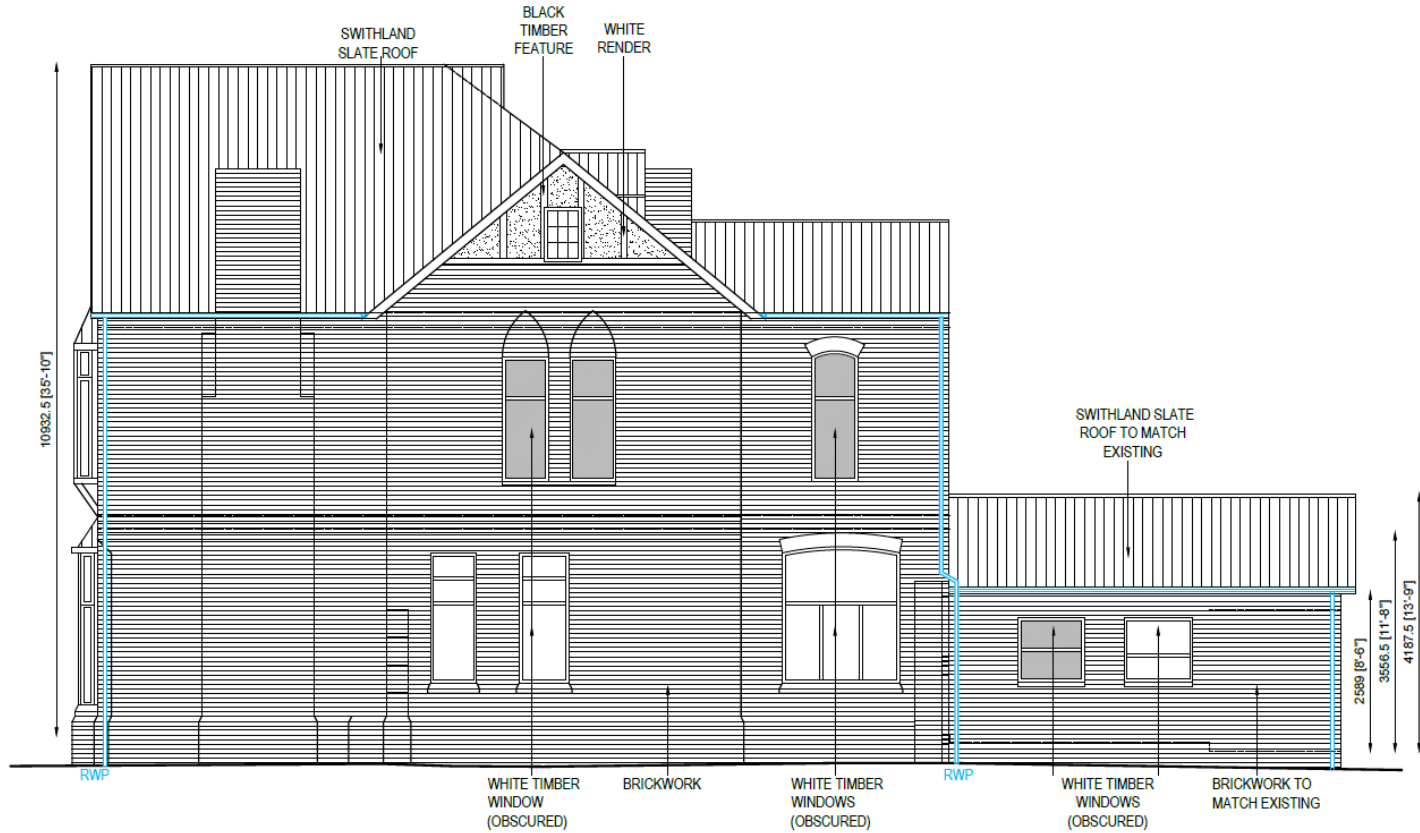 BLACK
TIMBER
FEATURE
SWITHLAND
SLATE ROOF
WHITE
RENDER
10932.5 [35'-10"]
SWITHLAND SLATE
ROOF TO MATCH
EXISTING
2589 [8'-6"]
3556.5 [11'-8"]
4187.5 [13'-9"]
RWP
WHITE TIMBER
WINDOW
(OBSCURED)
BRICKWORK
WHITE TIMBER
WINDOWS
(OBSCURED)
RWP
WHITE TIMBER
WINDOWS
(OBSCURED)
BRICKWORK TO
MATCH EXISTING